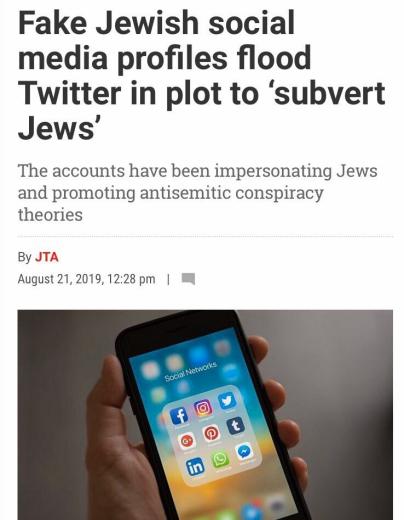 Fake Jewish social
media profiles flood
Twitter in plot to ‘subvert
Jews’
The accounts have been impersonating Jews
and promoting antisemitic conspiracy
theories
By JTA
August 21, 2019, 12:28 pm |
Social Networks